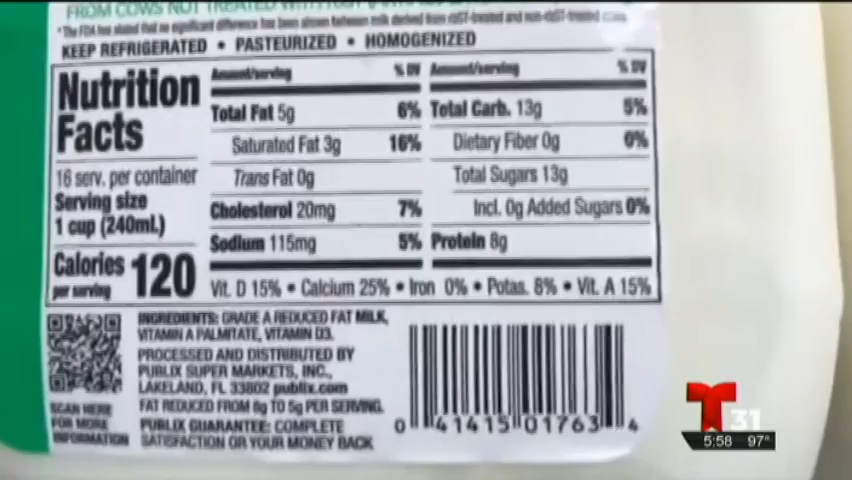 FROM COWS NOT TREATED WITH
*The FDA has stated that no significant difference has been shown between milk derived from rbST-treated and non-rbST-treated cows.
KEEP REFRIGERATED • PASTEURIZED • HOMOGENIZED
Nutrition
Facts
16 serv. per container
Serving size
1 cup (240mL)
Calories
per serving
120
Amount/serving % DV
Total Fat 5g 6%
Saturated Fat 3g 16%
Trans Fat 0g
Cholesterol 20mg 7%
Sodium 115mg 5%
Amount/serving % DV
Total Carb. 13g 5%
Dietary Fiber 0g 0%
Total Sugars 13g
Incl. 0g Added Sugars 0%
Protein 8g
Vit. D 15% • Calcium 25% • Iron 0% • Potas. 8% • Vit. A 15%
SCAN HERE
FOR MORE
INFORMATION
INGREDIENTS: GRADE A REDUCED FAT MILK,
VITAMIN A PALMITATE, VITAMIN D3.
PROCESSED AND DISTRIBUTED BY
PUBLIX SUPER MARKETS, INC.,
LAKELAND, FL 33802 publix.com
FAT REDUCED FROM 8g TO 5g PER SERVING.
PUBLIX GUARANTEE: COMPLETE
SATISFACTION OR YOUR MONEY BACK
0 41415 01763 4
T 31
5:58 97°